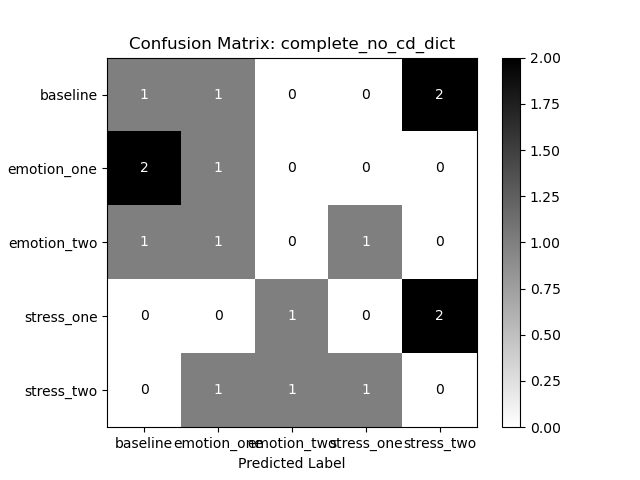 Confusion Matrix: complete_no_cd_dict
baseline 1 1 0 0 2
emotion_one 2 1 0 0 0
emotion_two 1 1 0 1 0
stress_one 0 0 1 0 2
stress_two 0 1 1 1 0
baseline emotion_one emotion_two stress_one stress_two
Predicted Label
2.00
1.75
1.50
1.25
1.00
0.75
0.50
0.25
0.00